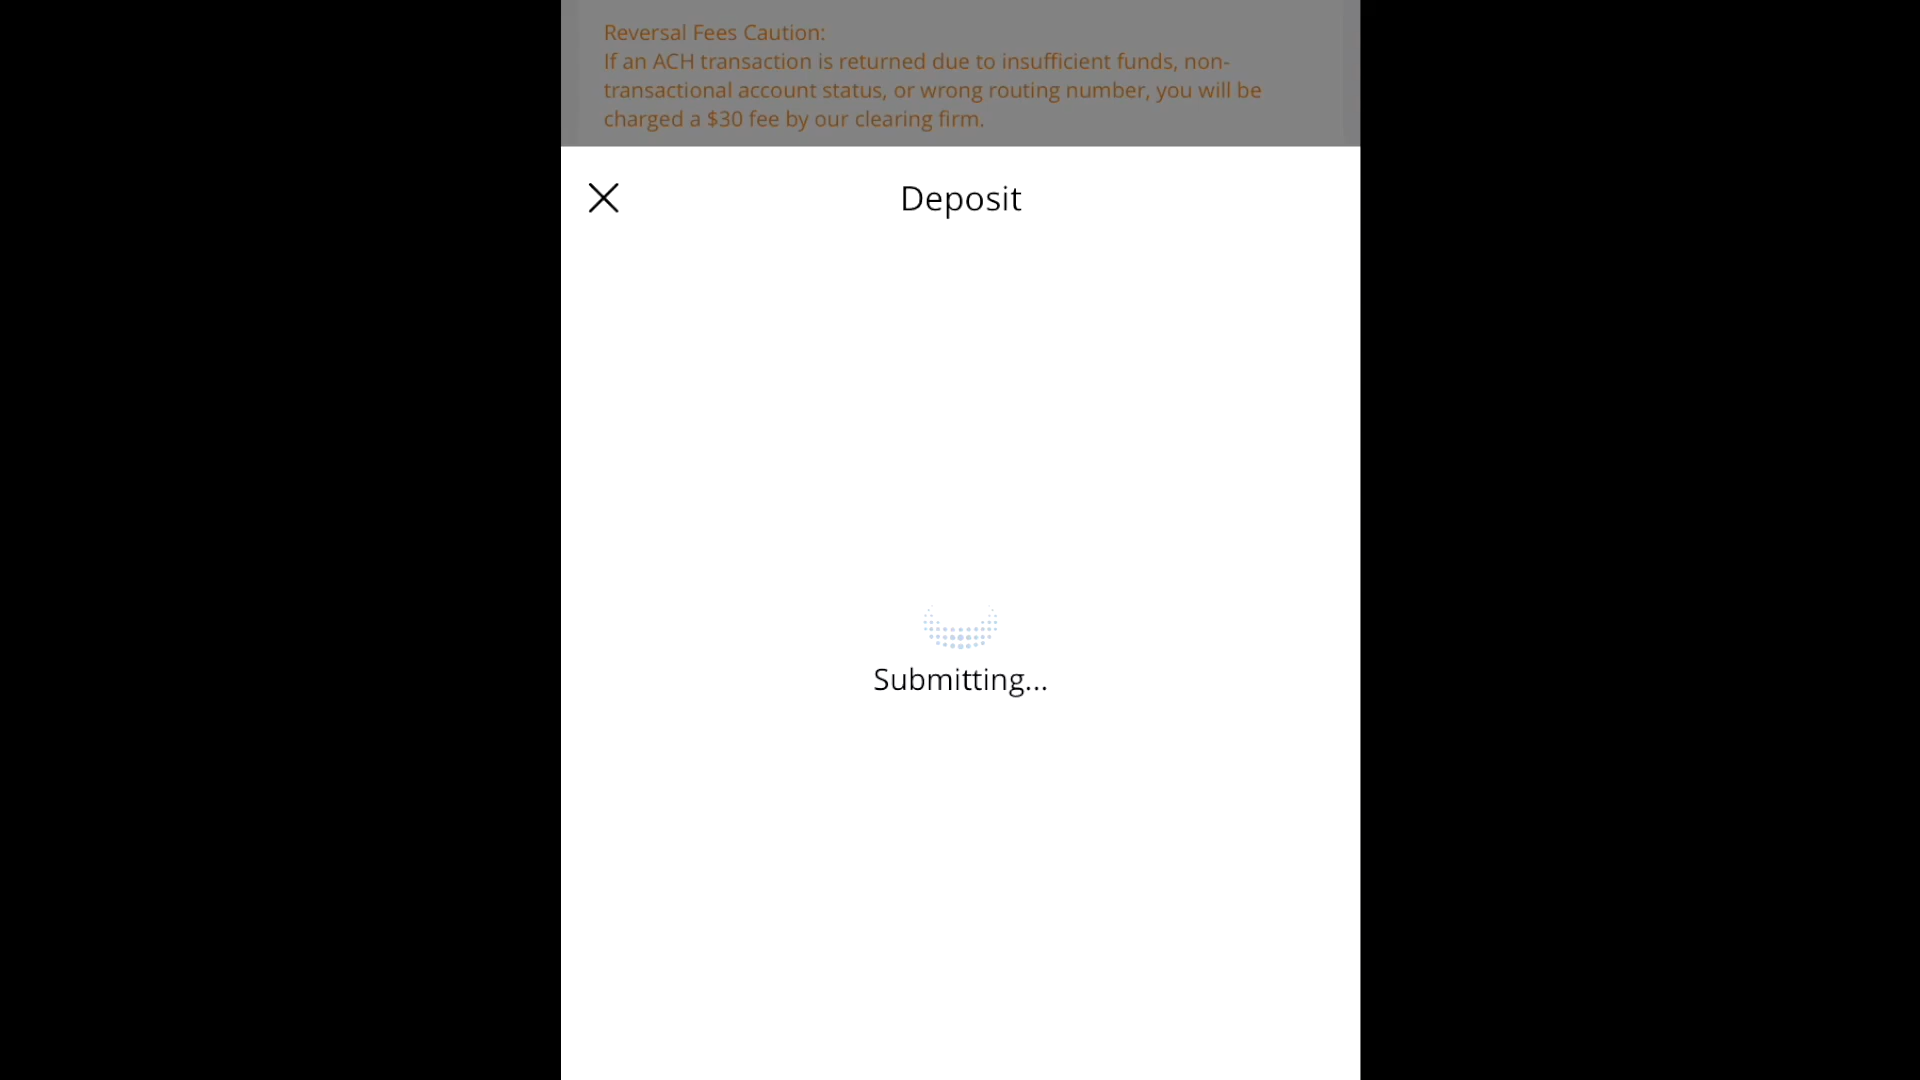 Reversal Fees Caution:
If an ACH transaction is returned due to insufficient funds, non-
transactional account status, or wrong routing number, you will be
charged a $30 fee by our clearing firm.
Deposit
Submitting...